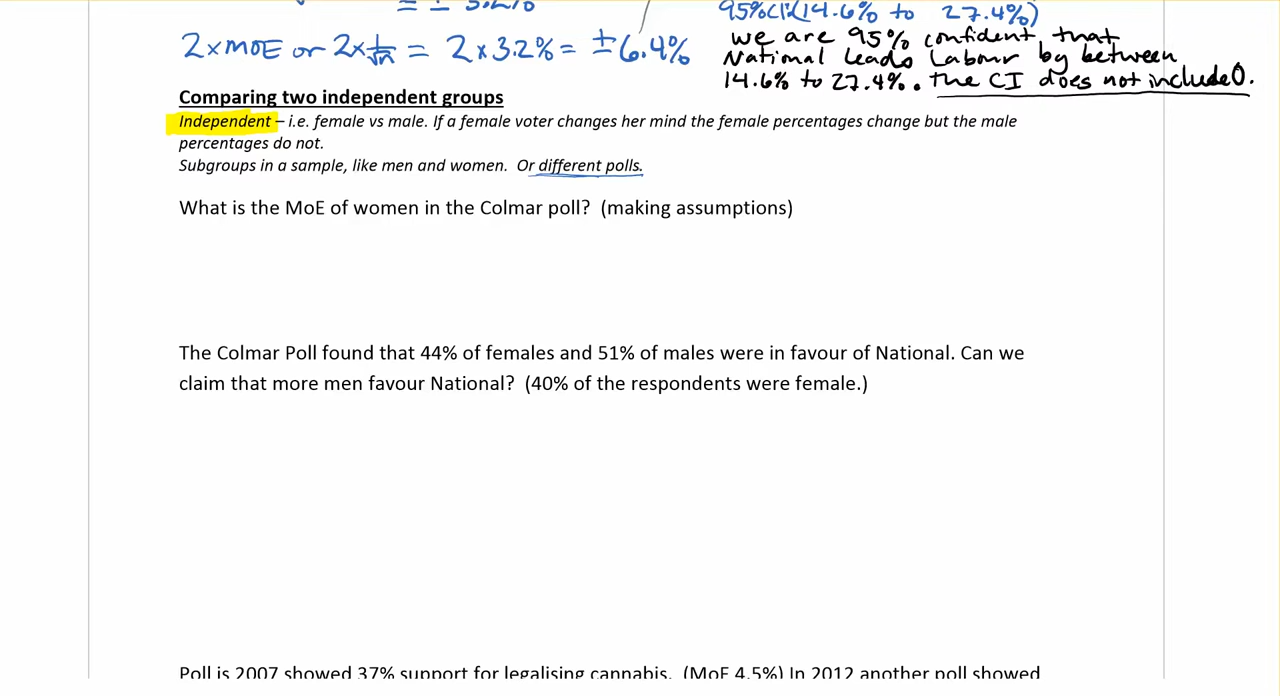 95% CI: (14.6% to 27.4%)
2 x MOE or 2 x 1/√n = 2 x 3.2% = ±6.4%
we are 95% confident, that
National leads Labour by between
14.6% to 27.4%. the CI does not include 0.
Comparing two independent groups
Independent – i.e. female vs male. If a female voter changes her mind the female percentages change but the male
percentages do not.
Subgroups in a sample, like men and women.  Or different polls.
What is the MoE of women in the Colmar poll?  (making assumptions)
The Colmar Poll found that 44% of females and 51% of males were in favour of National. Can we
claim that more men favour National?  (40% of the respondents were female.)
Poll is 2007 showed 37% support for legalising cannabis.  (MoE 4.5%) In 2012 another poll showed